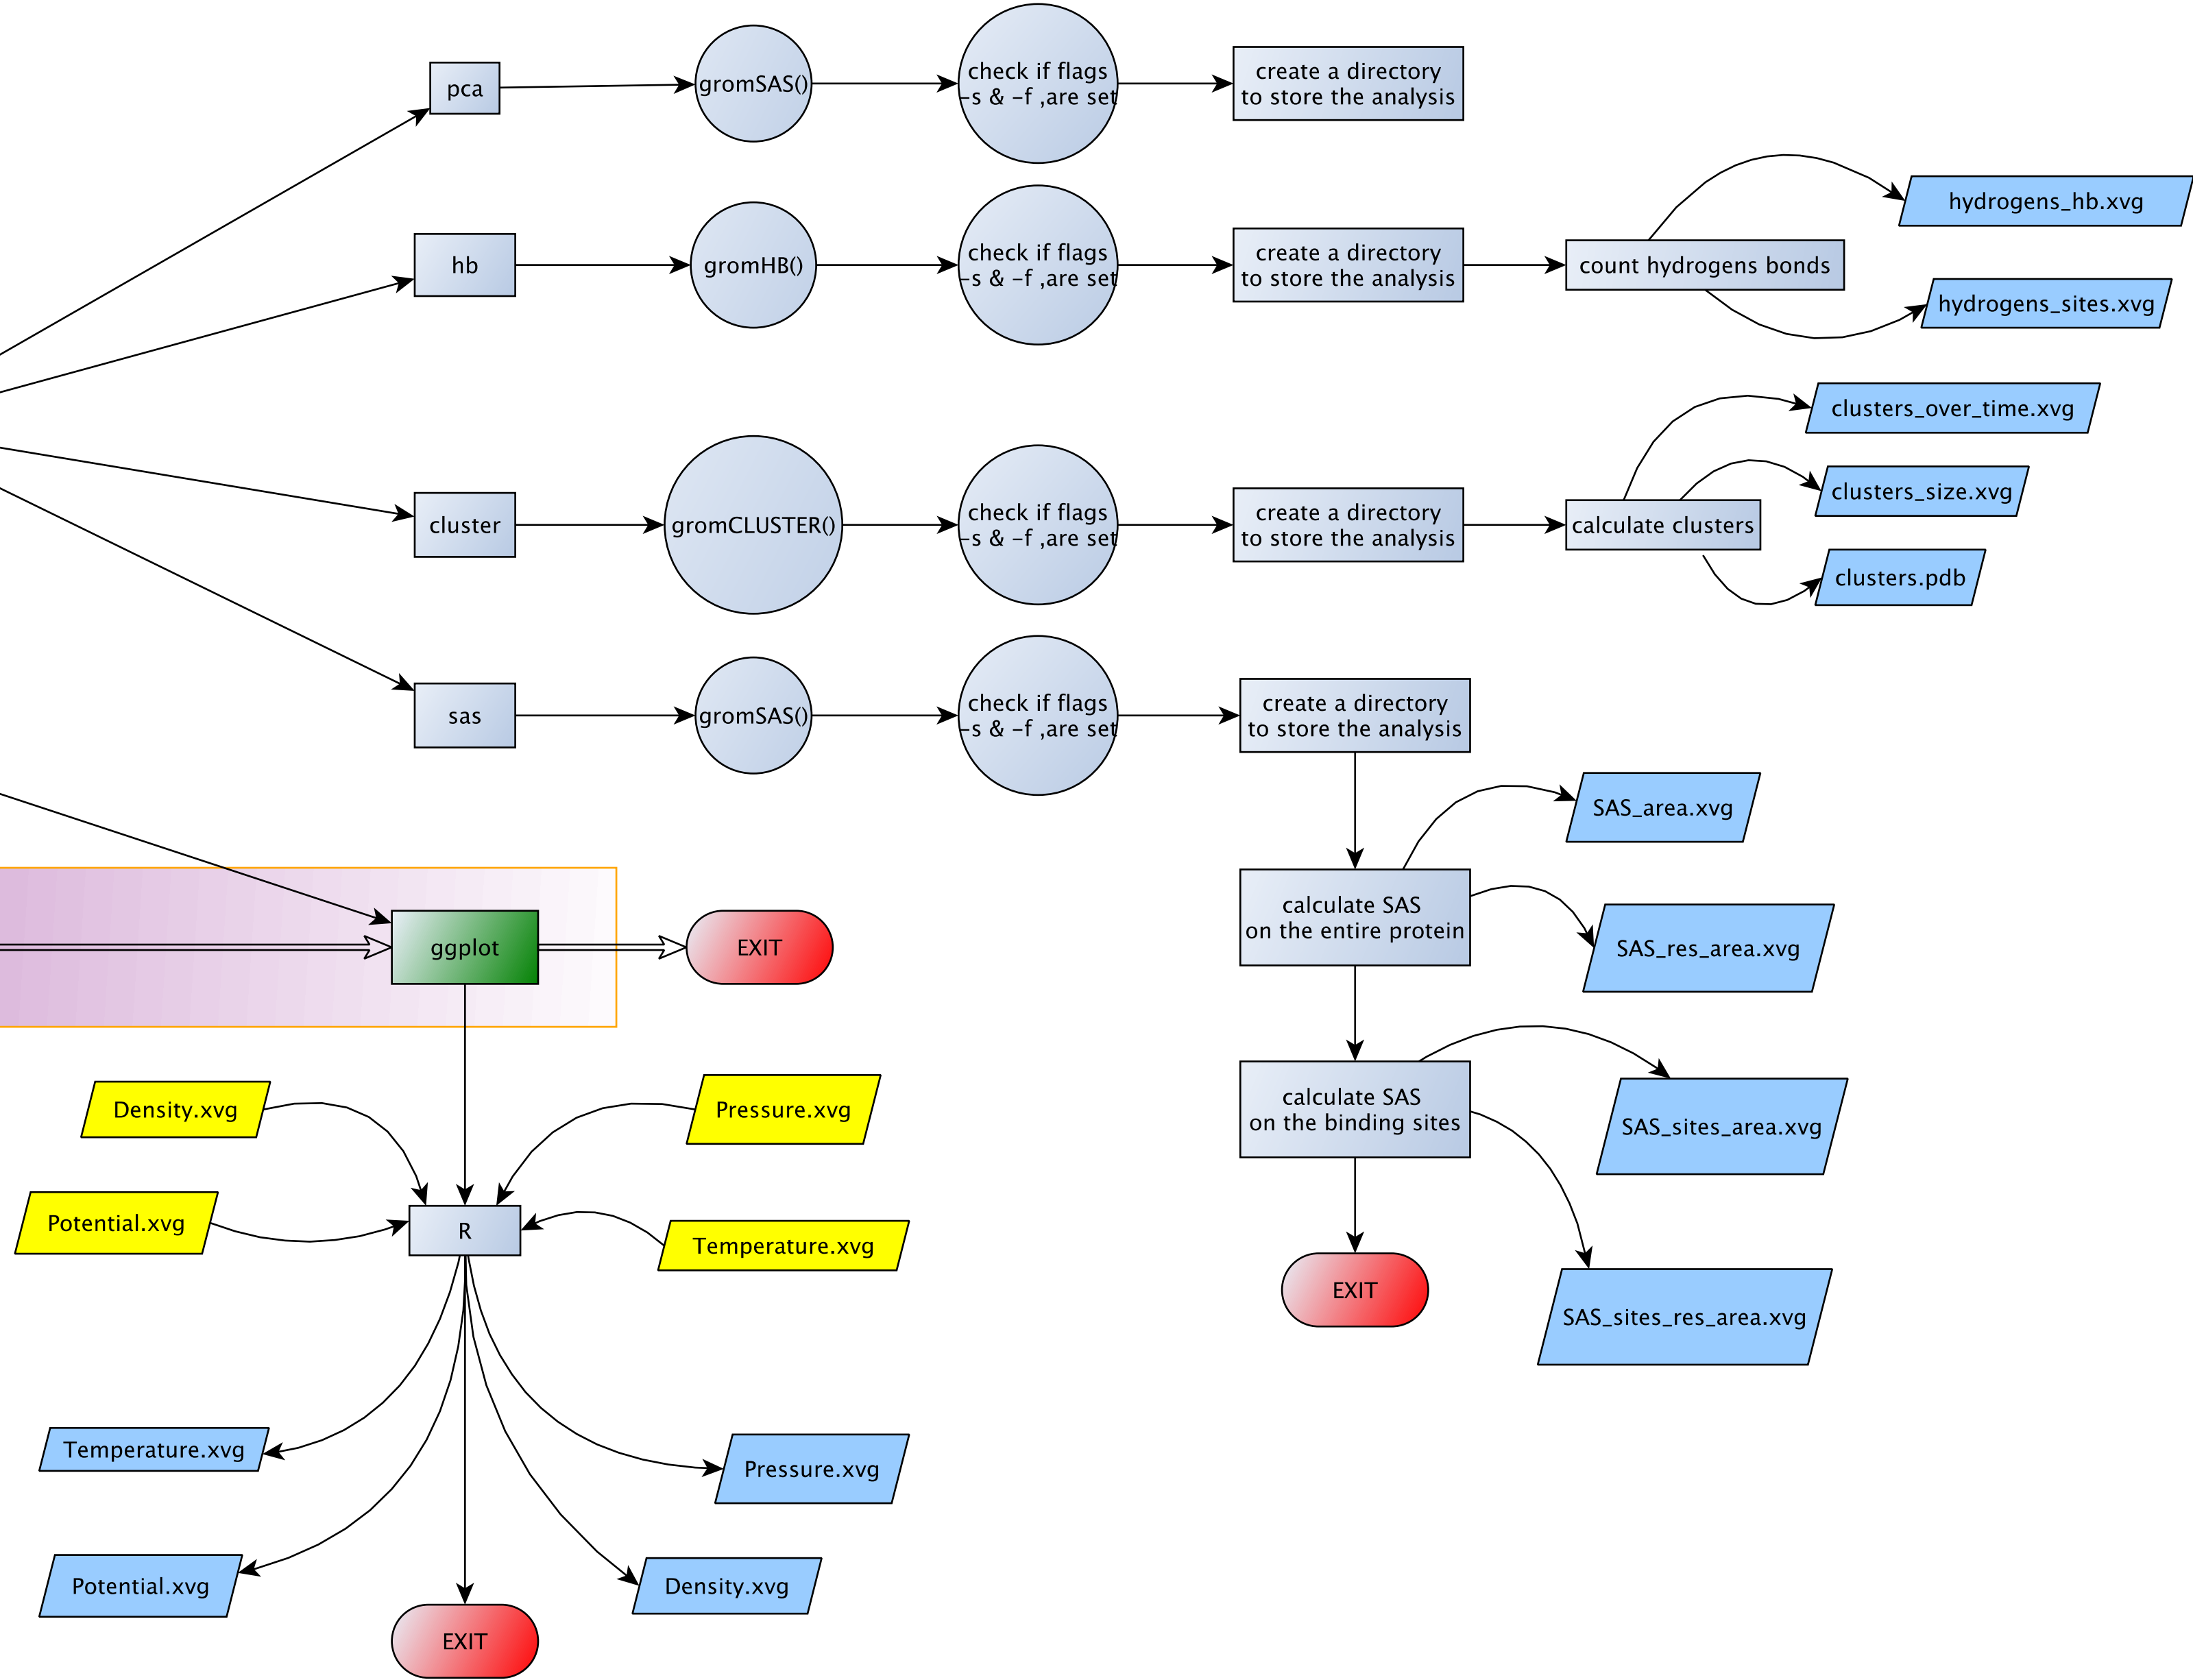 pca
gromSAS()
check if flags
-s & -f ,are set
create a directory
to store the analysis
hb
gromHB()
check if flags
-s & -f ,are set
create a directory
to store the analysis
count hydrogens bonds
hydrogens_hb.xvg
hydrogens_sites.xvg
cluster
gromCLUSTER()
check if flags
-s & -f ,are set
create a directory
to store the analysis
calculate clusters
clusters_over_time.xvg
clusters_size.xvg
clusters.pdb
sas
gromSAS()
check if flags
-s & -f ,are set
create a directory
to store the analysis
calculate SAS
on the entire protein
SAS_area.xvg
SAS_res_area.xvg
calculate SAS
on the binding sites
SAS_sites_area.xvg
SAS_sites_res_area.xvg
EXIT
ggplot
EXIT
Density.xvg
Pressure.xvg
Potential.xvg
R
Temperature.xvg
Temperature.xvg
Pressure.xvg
Potential.xvg
Density.xvg
EXIT